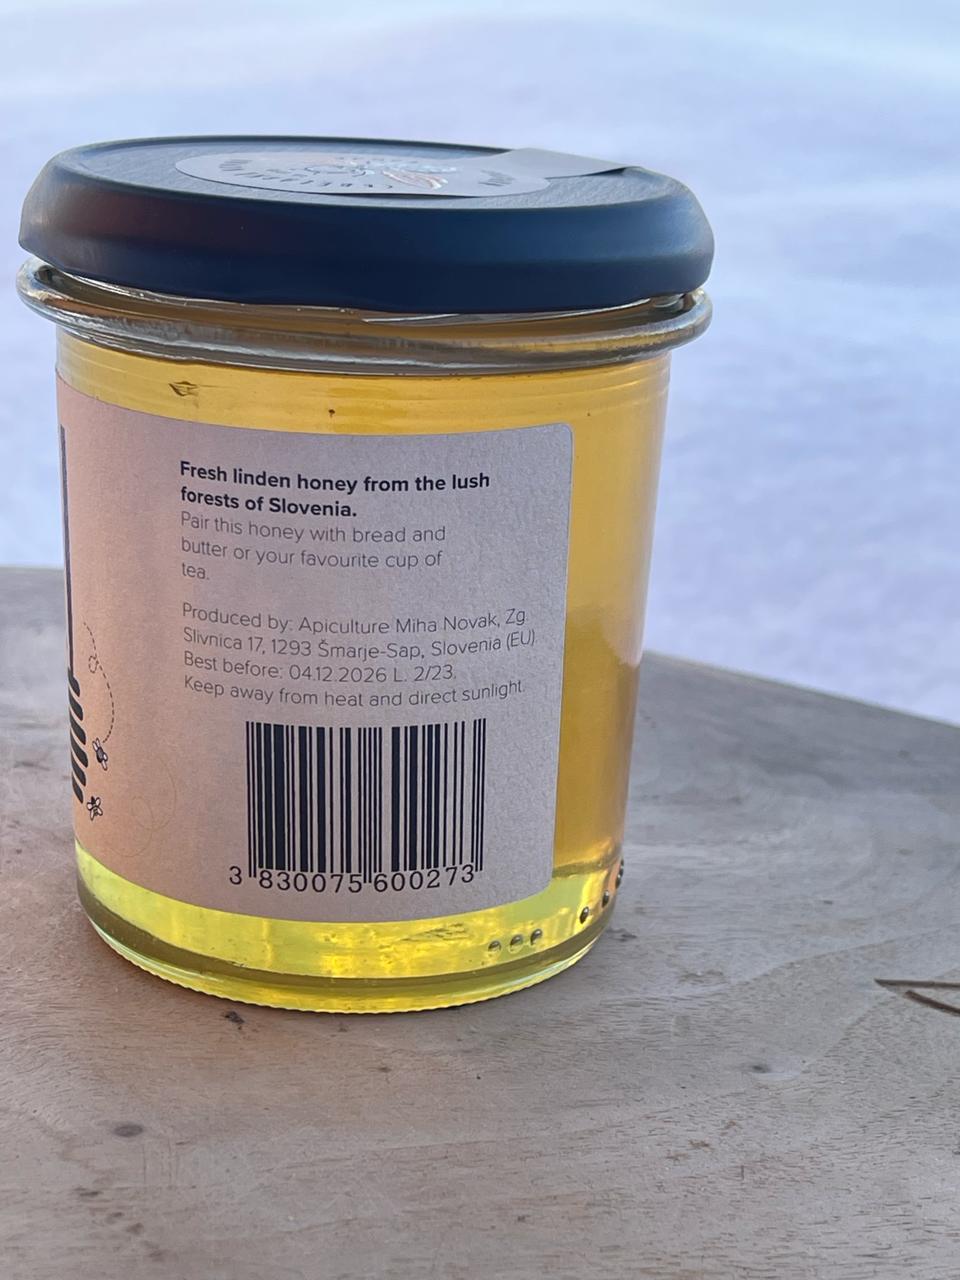 Fresh linden honey from the lush
forests of Slovenia.
Pair this honey with bread and
butter or your favourite cup of
tea.
Produced by: Apiculture Miha Novak, Zg.
Slivnica 17, 1293 Šmarje-Sap, Slovenia (EU)
Best before: 04.12.2026 L. 2/23.
Keep away from heat and direct sunlight.
3 830075 600273